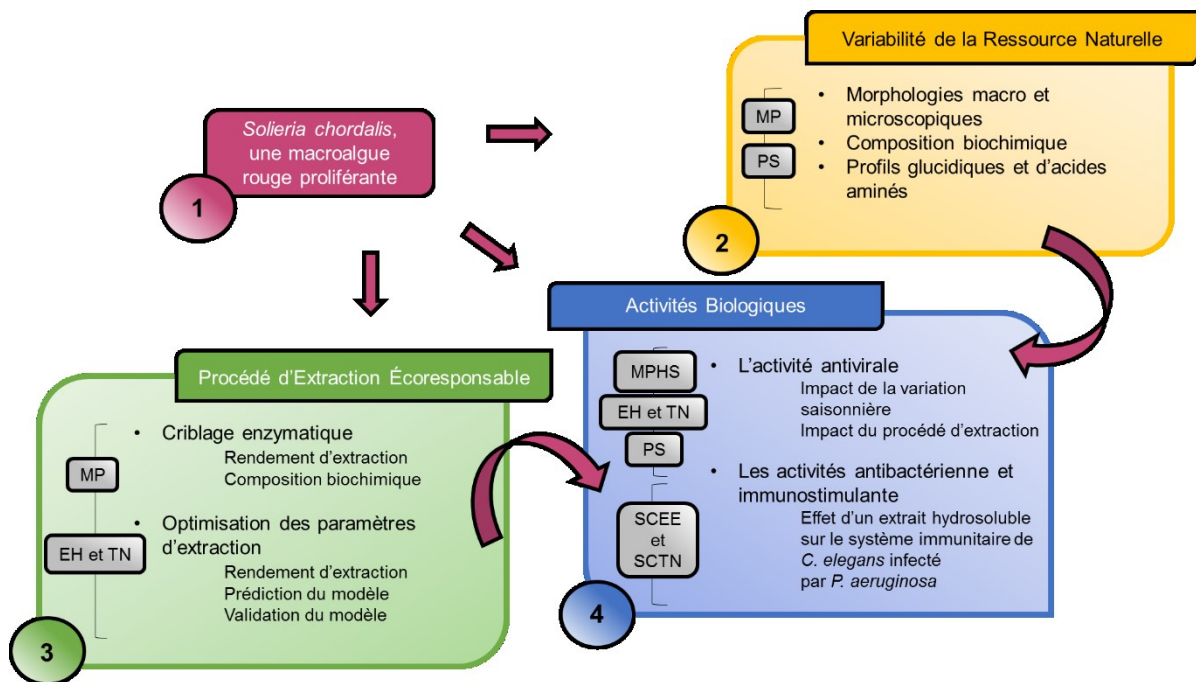 Solieria chordalis,
une macroalgue
rouge proliférante
1
Variabilité de la Ressource Naturelle
MP
PS
• Morphologies macro et
microscopiques
• Composition biochimique
• Profils glucidiques et d’acides
aminés
2
Procédé d’Extraction Écoresponsable
MP
EH et TN
• Criblage enzymatique
Rendement d’extraction
Composition biochimique
• Optimisation des paramètres
d’extraction
Rendement d’extraction
Prédiction du modèle
Validation du modèle
3
Activités Biologiques
MPHS
EH et TN
PS
• L’activité antivirale
Impact de la variation
saisonnière
Impact du procédé d’extraction
SCEE
et
SCTN
• Les activités antibactérienne et
immunostimulante
Effet d’un extrait hydrosoluble
sur le système immunitaire de
C. elegans infecté
par P. aeruginosa
4